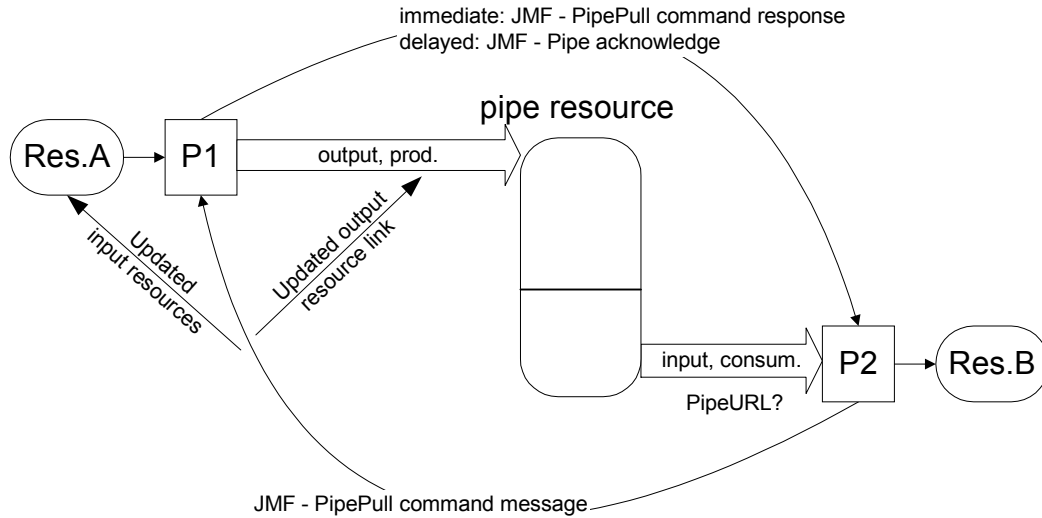 immediate: JMF - PipePull command response
delayed: JMF - Pipe acknowledge
pipe resource
Res.A
P1
output, prod.
Updated
input resources
Updated output
resource link
input, consum.
P2
Res.B
PipeURL?
JMF - PipePull command message